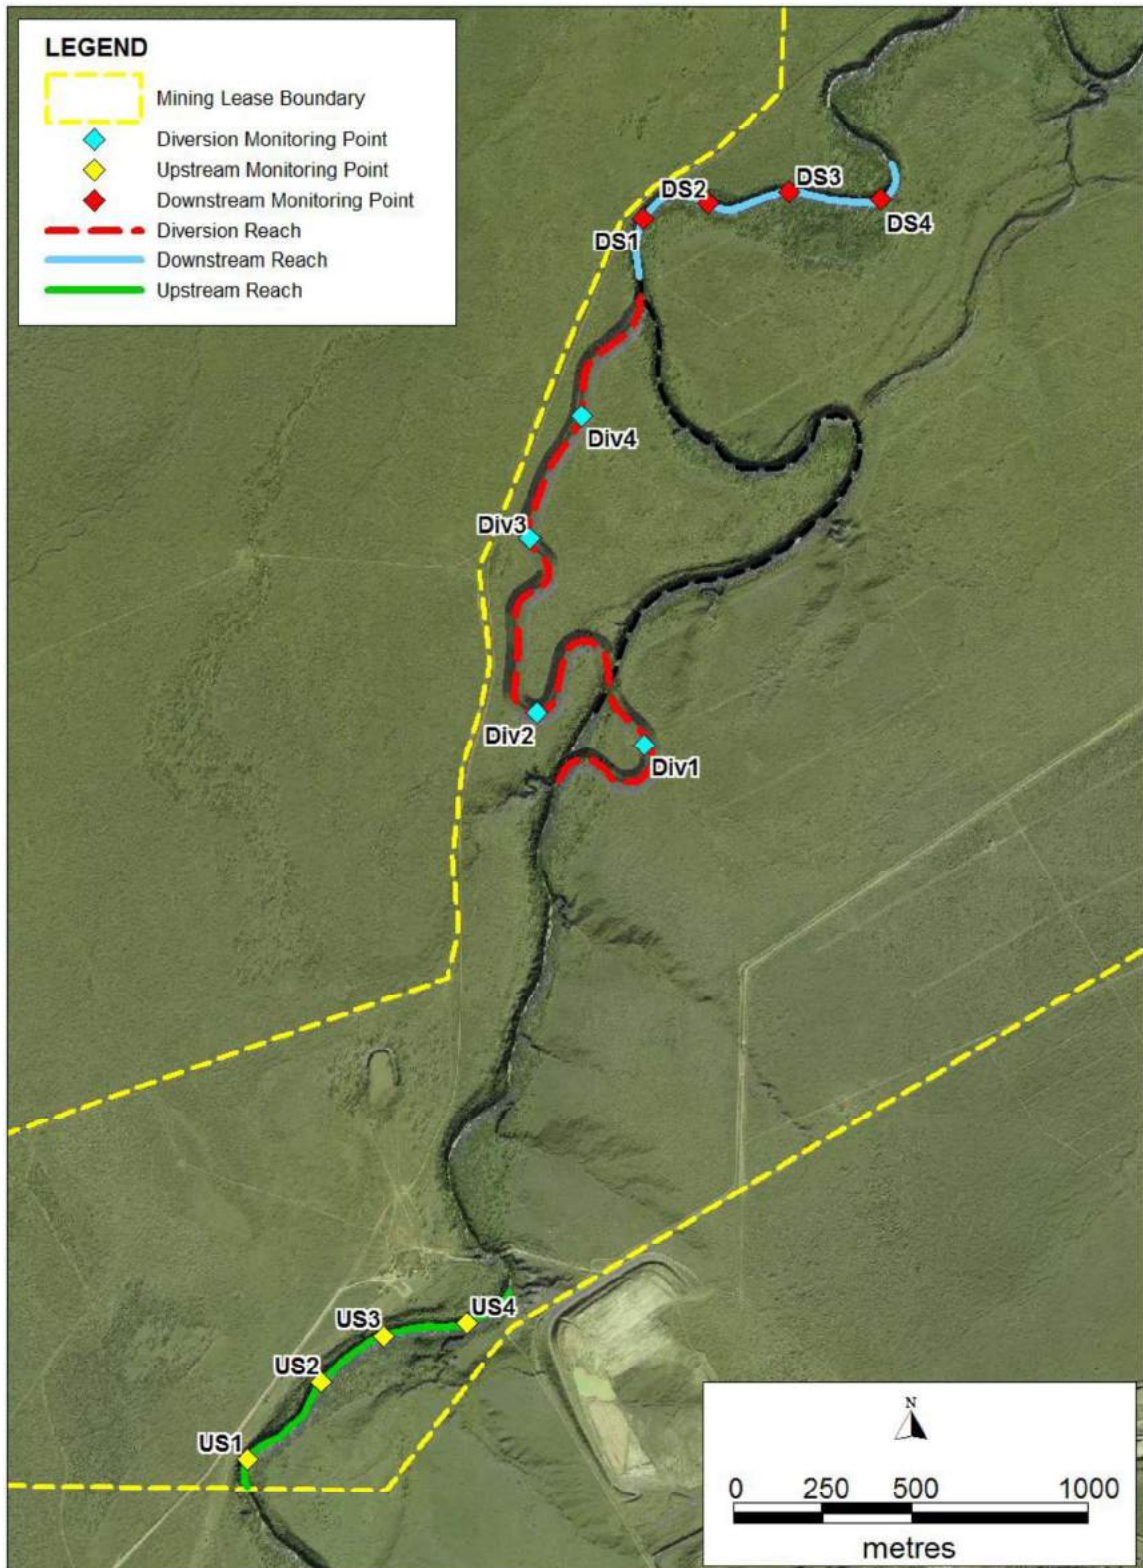 LEGEND
Mining Lease Boundary
Diversion Monitoring Point
Upstream Monitoring Point
Downstream Monitoring Point
Diversion Reach
Downstream Reach
Upstream Reach
DS2
DS3
DS1
DS4
Div4
Div3
Div2
Div1
US4
US3
US2
US1
N
0 250 500 1000
metres